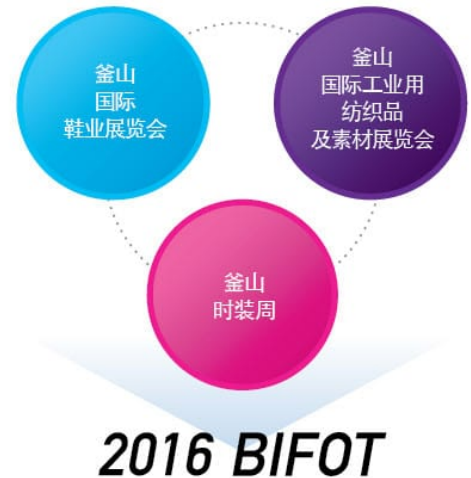 釜山
国际
鞋业展览会
釜山
国际工业用
纺织品
及素材展览会
釜山
时装周
2016 BIFOT